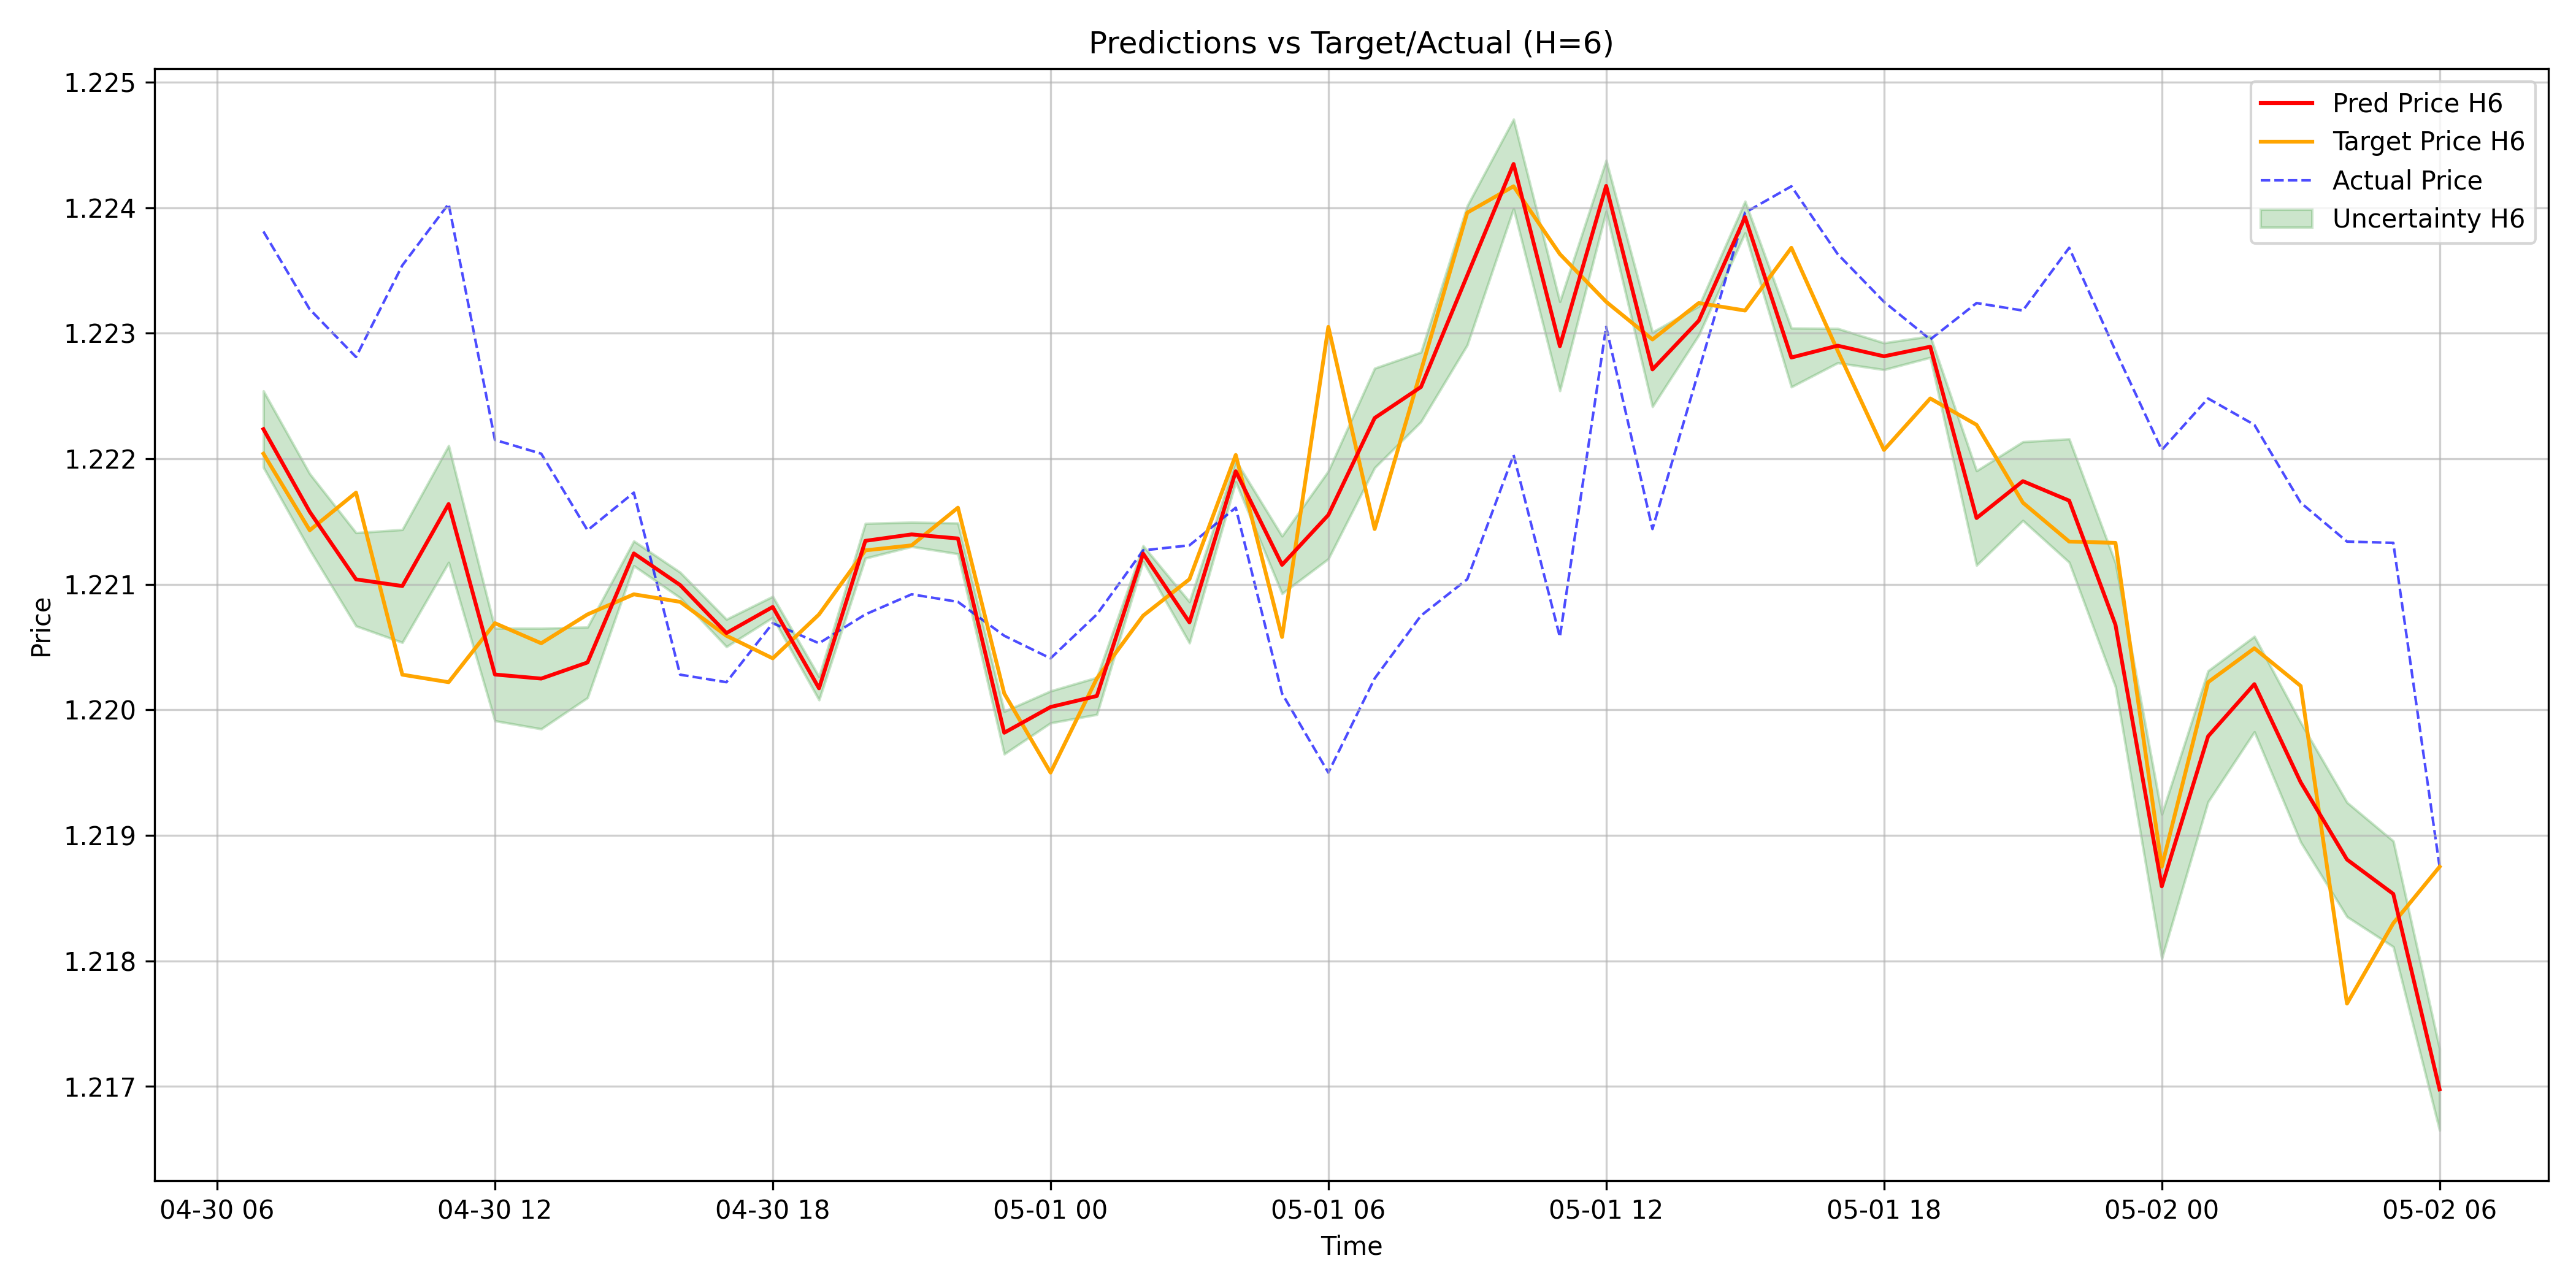 Predictions vs Target/Actual (H=6)
Pred Price H6
Target Price H6
Actual Price
Uncertainty H6
Price
1.225
1.224
1.223
1.222
1.221
1.220
1.219
1.218
1.217
04-30 06
04-30 12
04-30 18
05-01 00
05-01 06
05-01 12
05-01 18
05-02 00
05-02 06
Time